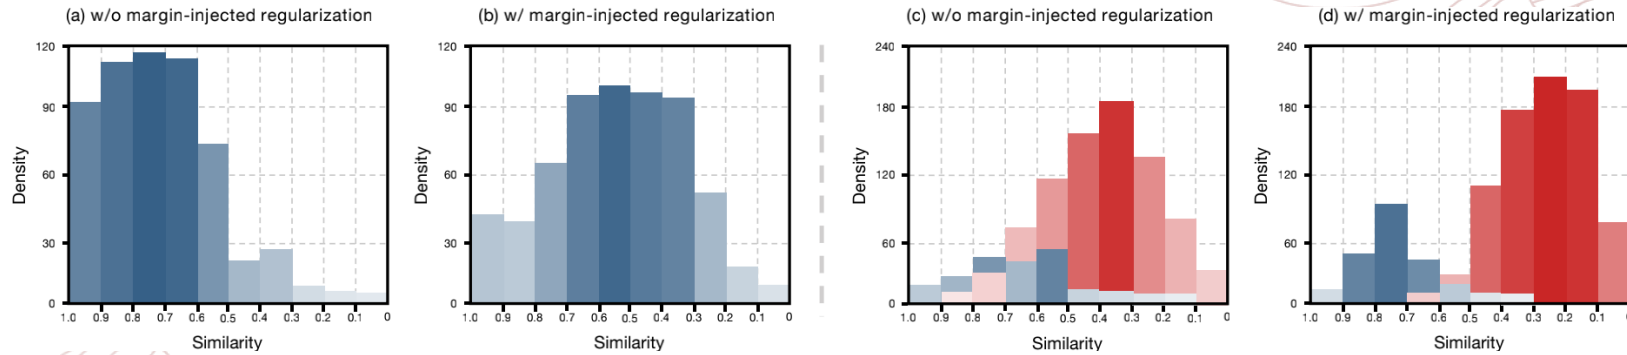 (a) w/o margin-injected regularization
(b) w/ margin-injected regularization
(c) w/o margin-injected regularization
(d) w/ margin-injected regularization
120
90
60
30
0
Density
1.0 0.9 0.8 0.7 0.6 0.5 0.4 0.3 0.2 0.1 0
Similarity
120
90
60
30
0
Density
1.0 0.9 0.8 0.7 0.6 0.5 0.4 0.3 0.2 0.1 0
Similarity
240
180
120
60
0
Density
1.0 0.9 0.8 0.7 0.6 0.5 0.4 0.3 0.2 0.1 0
Similarity
240
180
120
60
0
Density
1.0 0.9 0.8 0.7 0.6 0.5 0.4 0.3 0.2 0.1
Similarity